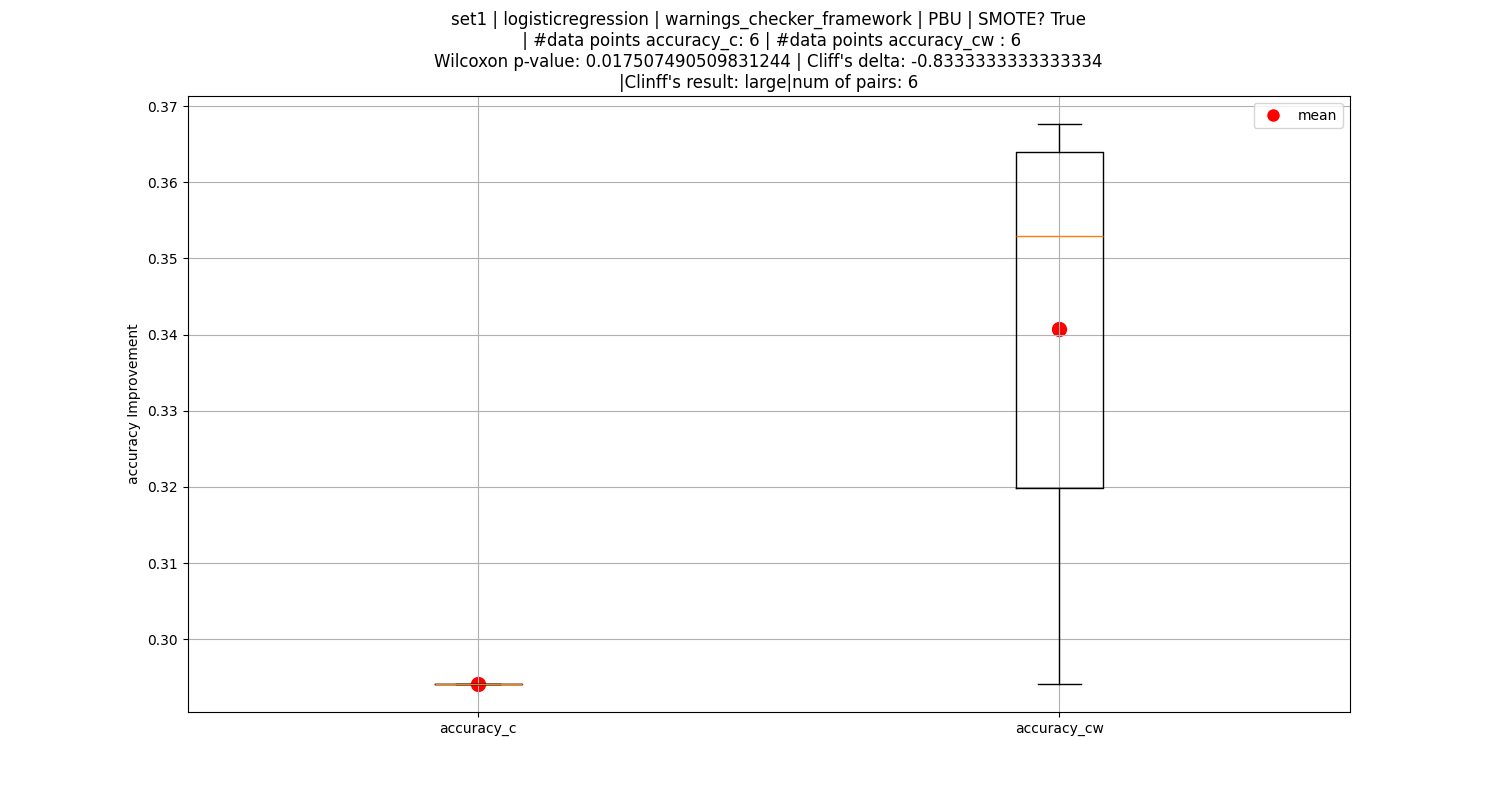 set1 | logisticregression | warnings_checker_framework | PBU | SMOTE? True
| #data points accuracy_c: 6 | #data points accuracy_cw : 6
Wilcoxon p-value: 0.017507490509831244 | Cliff's delta: -0.8333333333333334
|Clinff's result: large|num of pairs: 6
mean
accuracy Improvement
0.37
0.36
0.35
0.34
0.33
0.32
0.31
0.30
accuracy_c
accuracy_cw